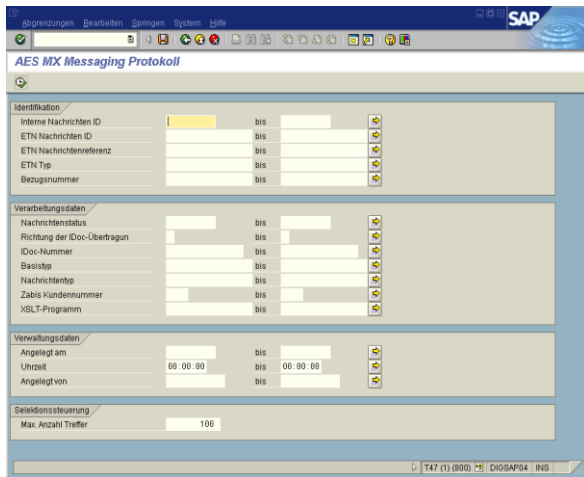 Abgrenzungen Bearbeiten Springen System Hilfe
SAP
AES MX Messaging Protokoll
Identifikation
Interne Nachrichten ID bis
ETN Nachrichten ID bis
ETN Nachrichtenreferenz bis
ETN Typ bis
Bezugsnummer bis
Verarbeitungsdaten
Nachrichtenstatus bis
Richtung der IDoc-Übertragun bis
IDoc-Nummer bis
Basistyp bis
Nachrichtentyp bis
Zabis Kundennummer bis
XSLT-Programm bis
Verwaltungsdaten
Angelegt am bis
Uhrzeit 00:00:00 bis 00:00:00
Angelegt von bis
Selektionssteuerung
Max. Anzahl Treffer 100
T47 (1) (800) DIOSAP04 INS